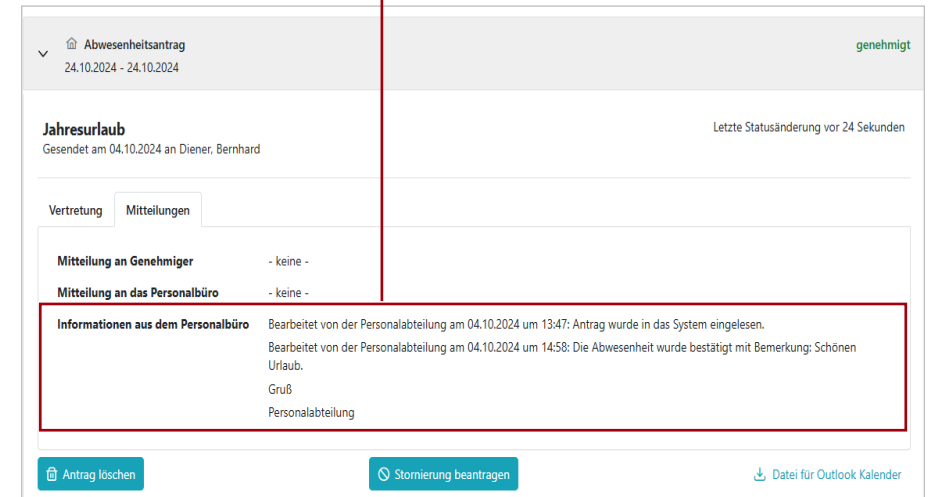 Abwesenheitsantrag
genehmigt
24.10.2024 - 24.10.2024
Jahresurlaub
Letzte Statusänderung vor 24 Sekunden
Gesendet am 04.10.2024 an Diener, Bernhard
Vertretung Mitteilungen
Mitteilung an Genehmiger - keine -
Mitteilung an das Personalbüro - keine -
Informationen aus dem Personalbüro Bearbeitet von der Personalabteilung am 04.10.2024 um 13:47: Antrag wurde in das System eingelesen.
Bearbeitet von der Personalabteilung am 04.10.2024 um 14:58: Die Abwesenheit wurde bestätigt mit Bemerkung: Schönen
Urlaub.
Gruß
Personalabteilung
Antrag löschen Stornierung beantragen Datei für Outlook Kalender